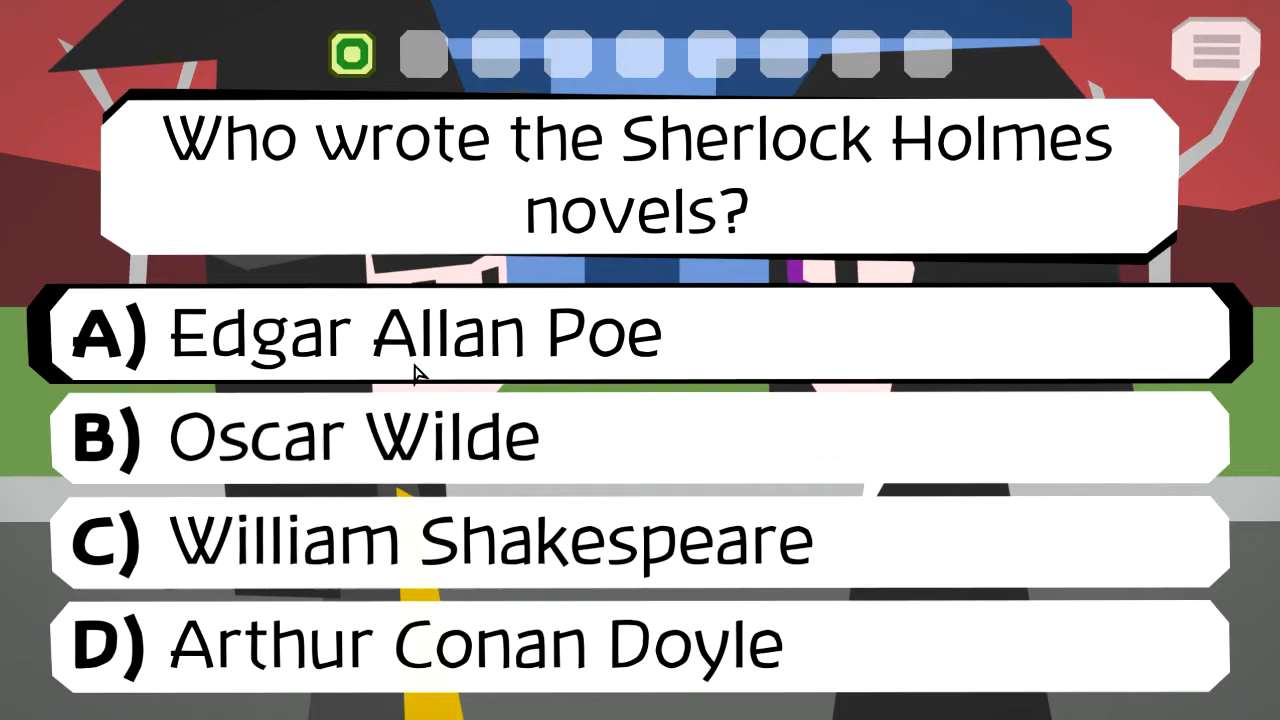 Who wrote the Sherlock Holmes
novels?
A) Edgar Allan Poe
B) Oscar Wilde
C) William Shakespeare
D) Arthur Conan Doyle